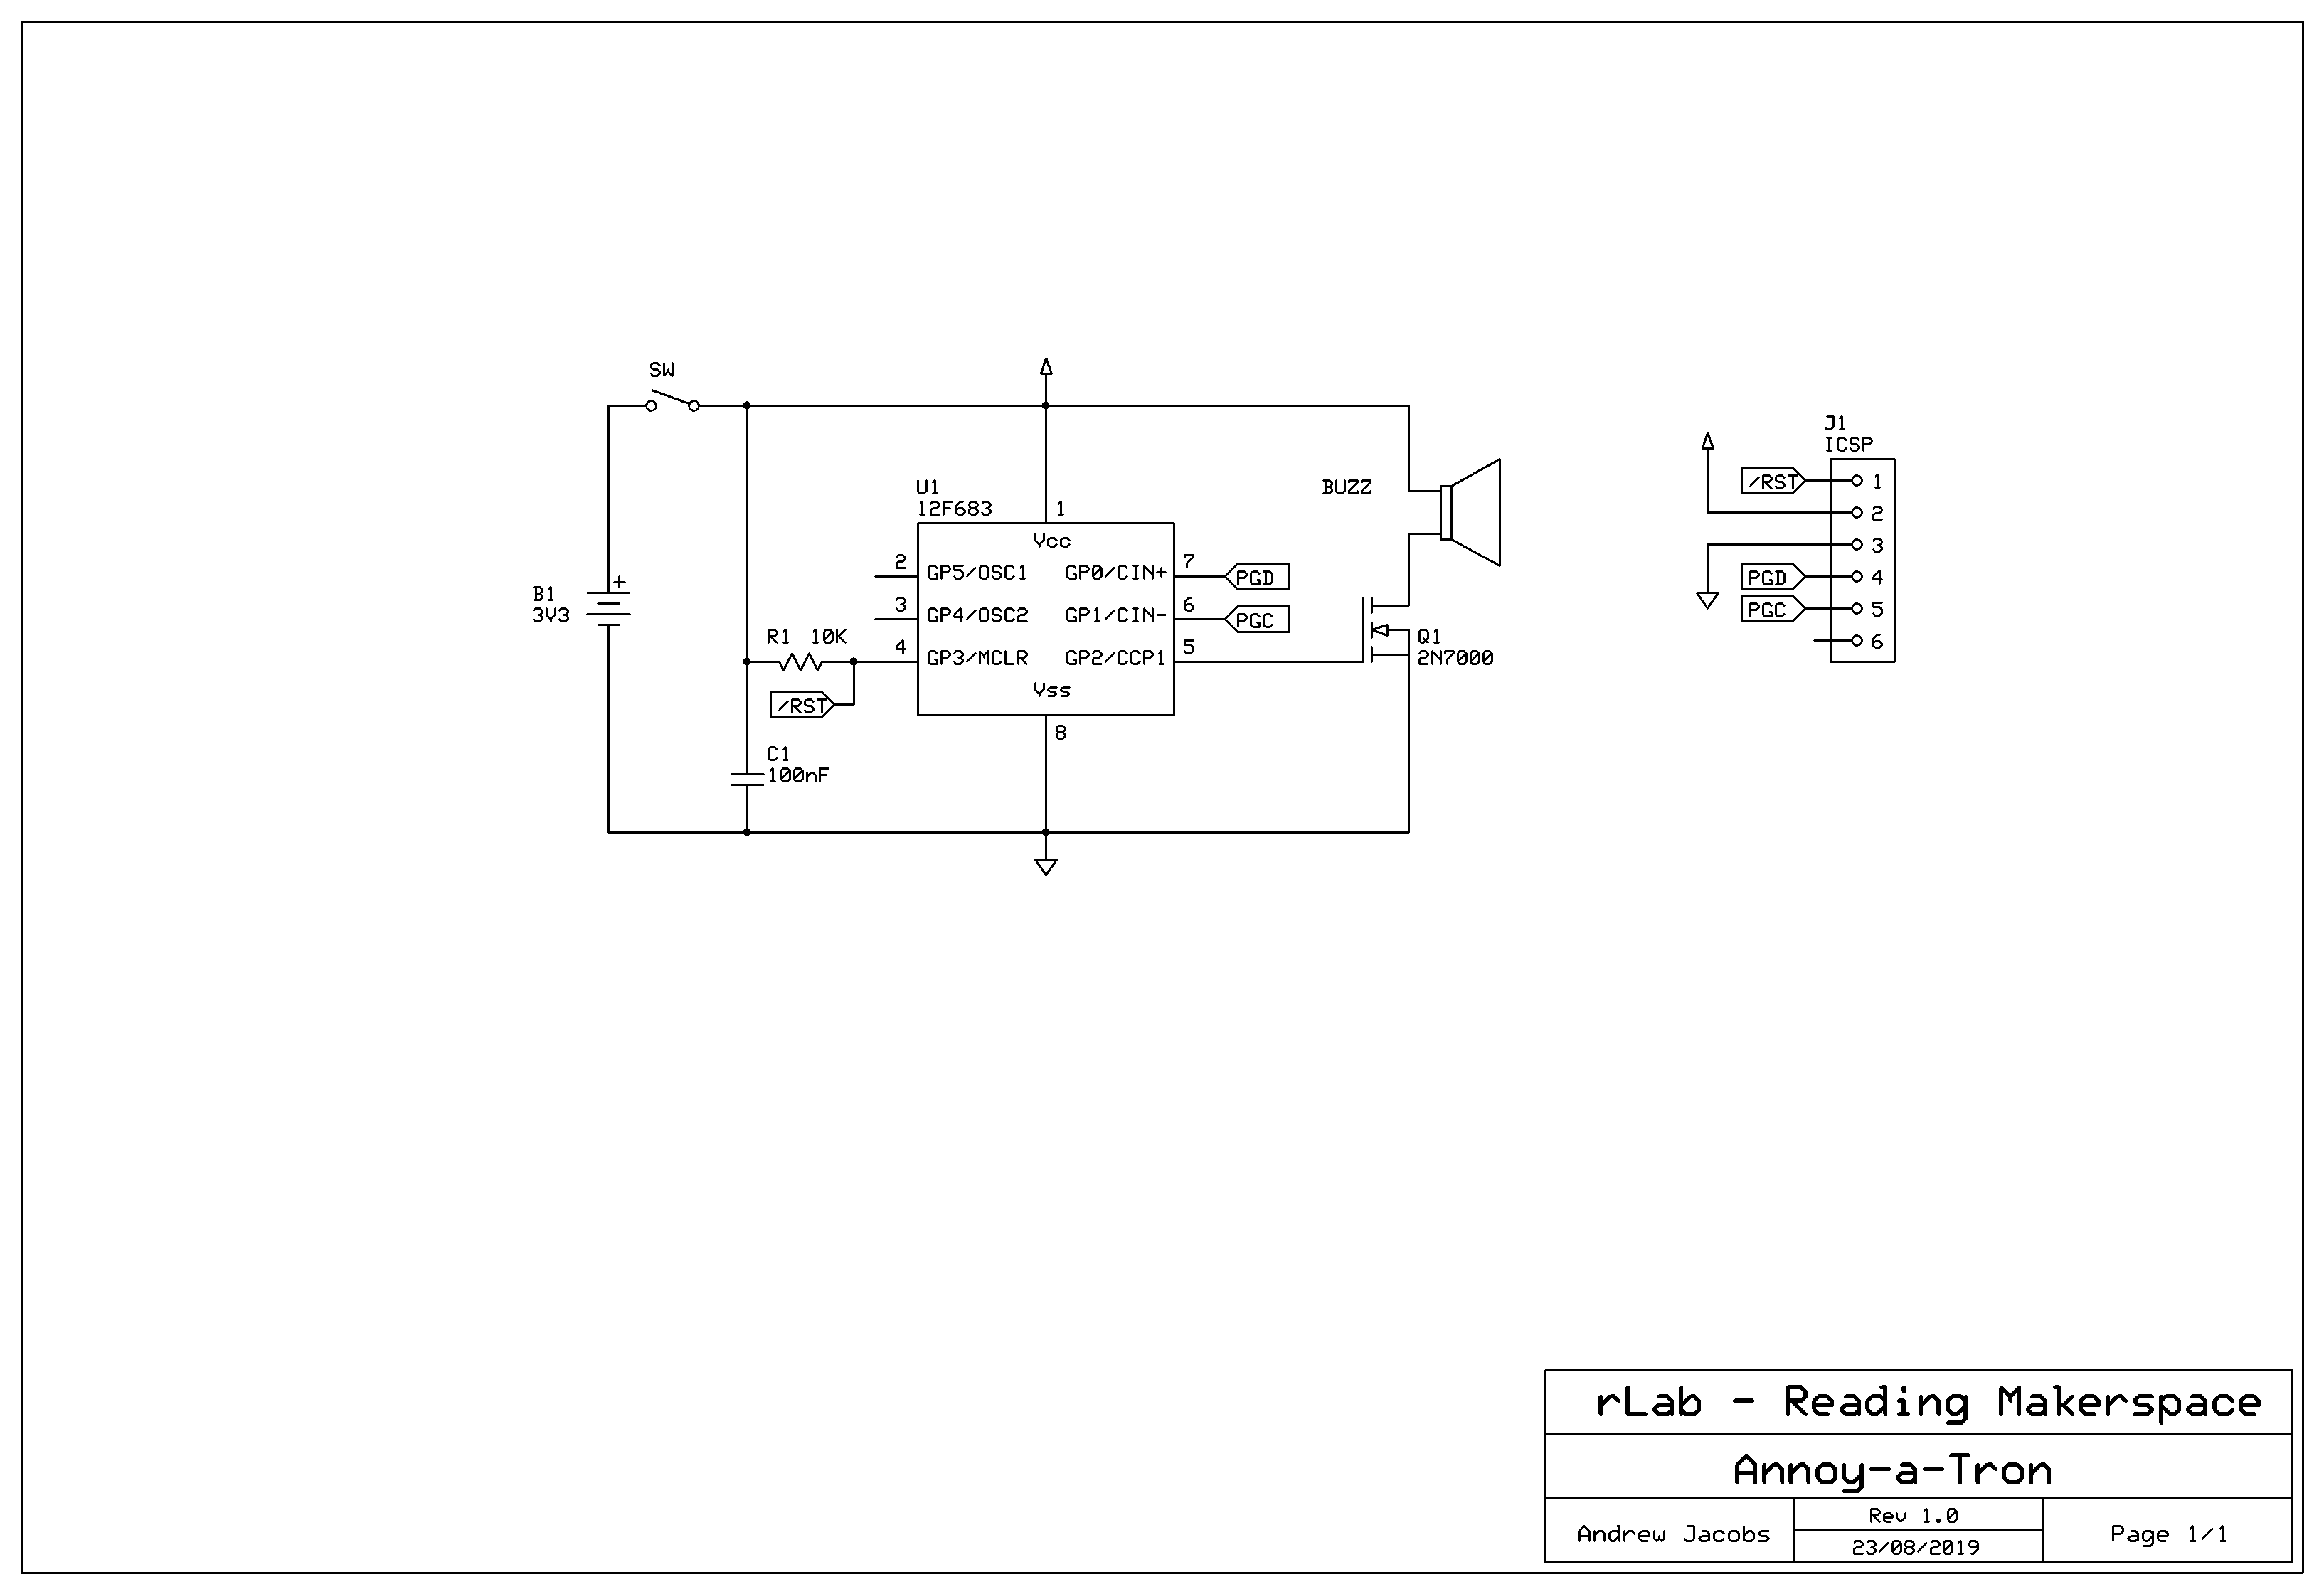 SW
B1
3V3
+
R1 10K
/RST
C1
100nF
U1
12F683
1
Vcc
2
GP5/OSC1
3
GP4/OSC2
4
GP3/MCLR
GP0/CIN+
7
PGD
GP1/CIN-
6
PGC
GP2/CCP1
5
Vss
8
BUZZ
Q1
2N7000
J1
ICSP
/RST
1
2
3
PGD
4
PGC
5
6
rLab - Reading Makerspace
Annoy-a-Tron
Andrew Jacobs
Rev 1.0
23/08/2019
Page 1/1